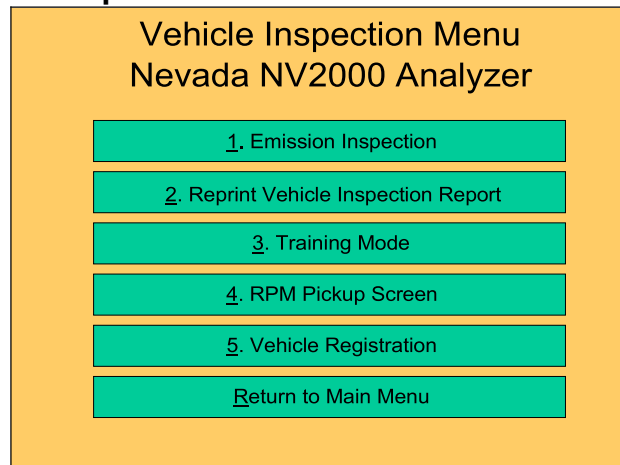 Vehicle Inspection Menu
Nevada NV2000 Analyzer
1. Emission Inspection
2. Reprint Vehicle Inspection Report
3. Training Mode
4. RPM Pickup Screen
5. Vehicle Registration
Return to Main Menu